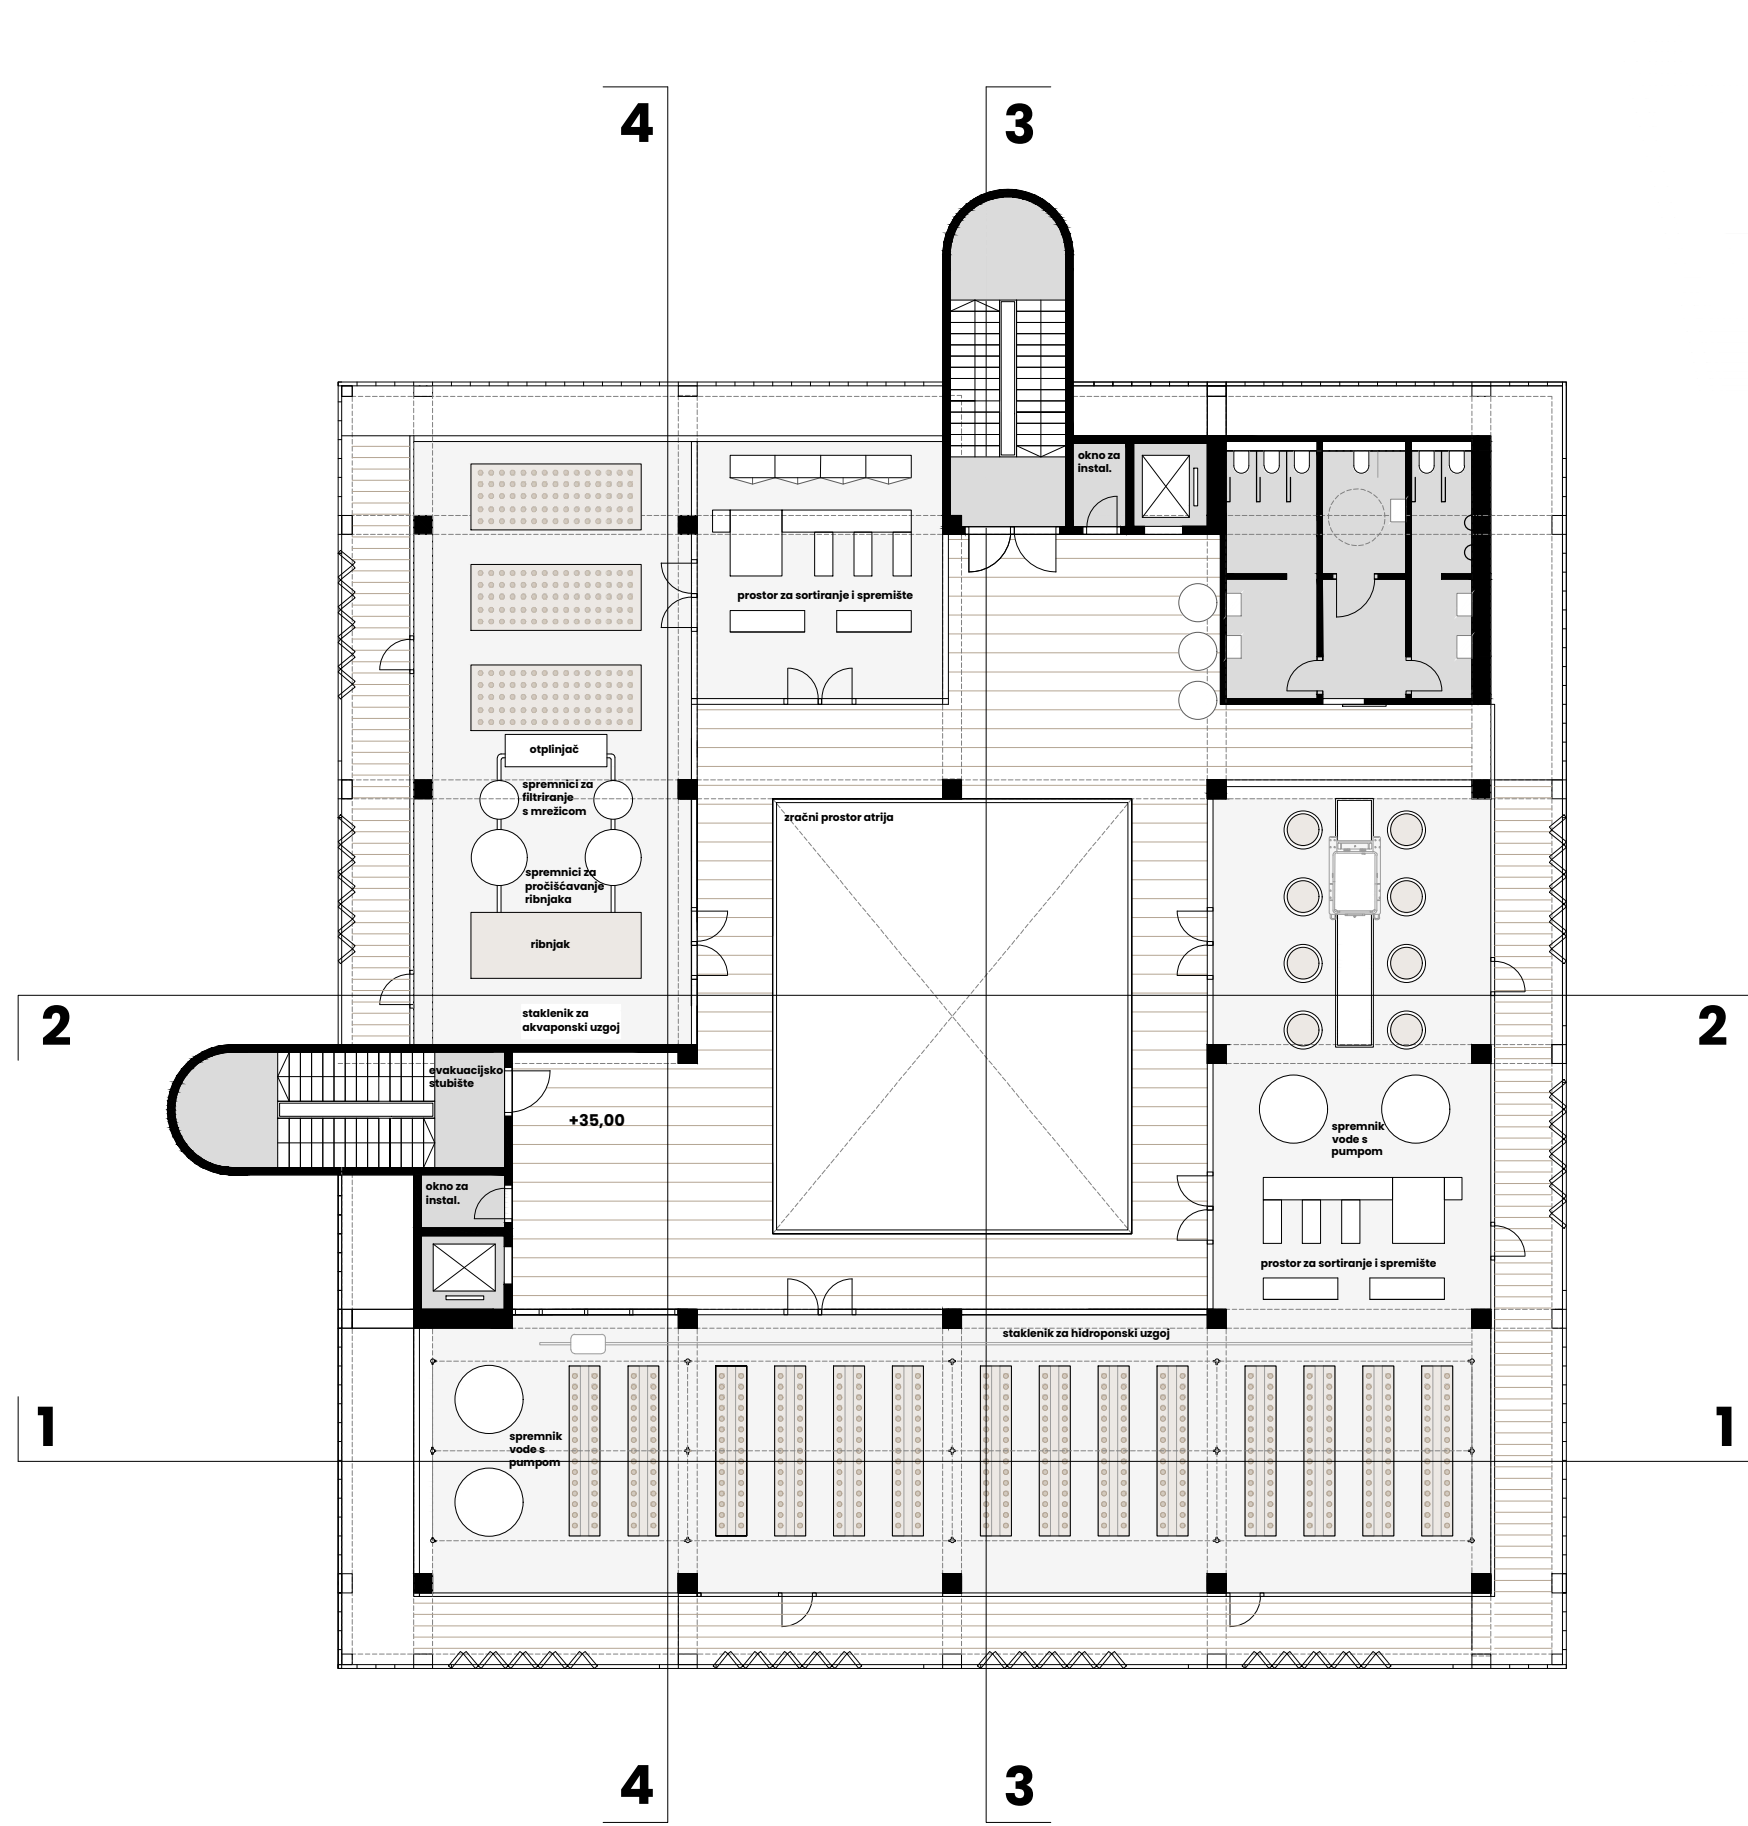 4
3
okno za
instal.
prostor za sortiranje i spremište
otplinjač
spremnici za
filtriranje
s mrežicom
zračni prostor atrija
spremnici za
pročišćavanje
ribnjaka
ribnjak
2
staklenik za
akvaponski uzgoj
2
evakuacijsko
stubište
+35,00
spremnik
vode s
pumpom
okno za
instal.
prostor za sortiranje i spremište
staklenik za hidroponski uzgoj
1
spremnik
vode s
pumpom
1
4
3